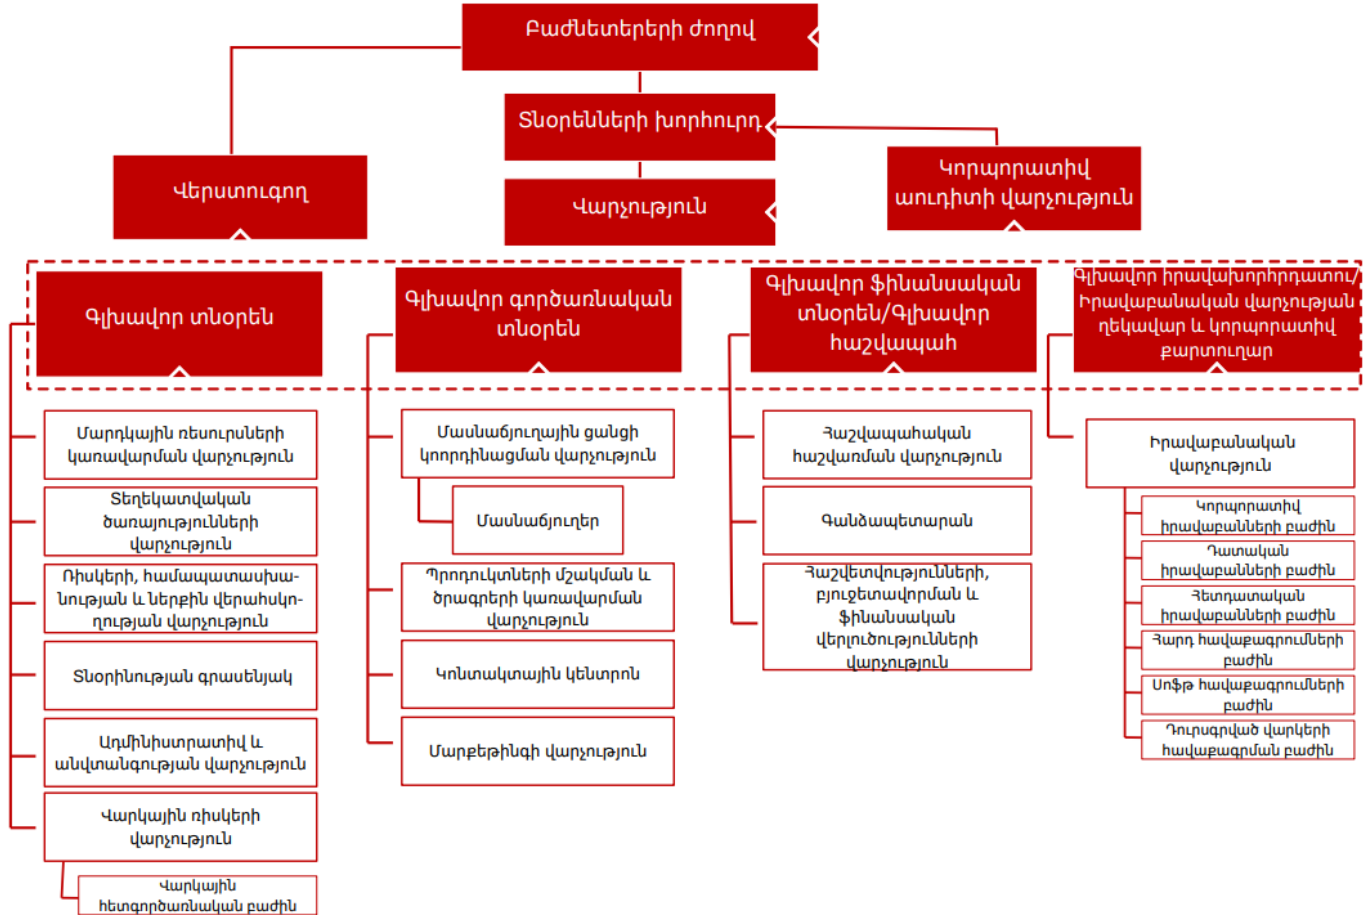 Բաժնետերերի ժողով
Տնօրենների խորհուրդ
Վերստուգող
Վարչություն
Կորպորատիվ
աուդիտի վարչություն
Գլխավոր տնօրեն
Մարդկային ռեսուրսների
կառավարման վարչություն
Տեղեկատվական
ծառայությունների
վարչություն
Ռիսկերի, համապատասխա-
նության և ներքին վերահսկո-
ղության վարչություն
Տնօրինության գրասենյակ
Ադմինիստրատիվ և
անվտանգության վարչություն
Վարկային ռիսկերի
վարչություն
Վարկային
հետգործառնական բաժին
Գլխավոր գործառնական
տնօրեն
Մասնաճյուղային ցանցի
կոորդինացման վարչություն
Մասնաճյուղեր
Պրոդուկտների մշակման և
ծրագրերի կառավարման
վարչություն
Կոնտակտային կենտրոն
Մարքեթինգի վարչություն
Գլխավոր ֆինանսական
տնօրեն/Գլխավոր
հաշվապահ
Հաշվապահական
հաշվառման վարչություն
Գանձապետարան
Հաշվետվությունների,
բյուջետավորման և
ֆինանսական
վերլուծությունների
վարչություն
Գլխավոր իրավախորհրդատու/
Իրավաբանական վարչության
ղեկավար և կորպորատիվ
քարտուղար
Իրավաբանական
վարչություն
Կորպորատիվ
իրավաբանների բաժին
Դատական
իրավաբանների բաժին
Հետդատական
իրավաբանների բաժին
Հարդ հավաքագրումների
բաժին
Սոֆթ հավաքագրումների
բաժին
Դուրսգրված վարկերի
հավաքագրման բաժին